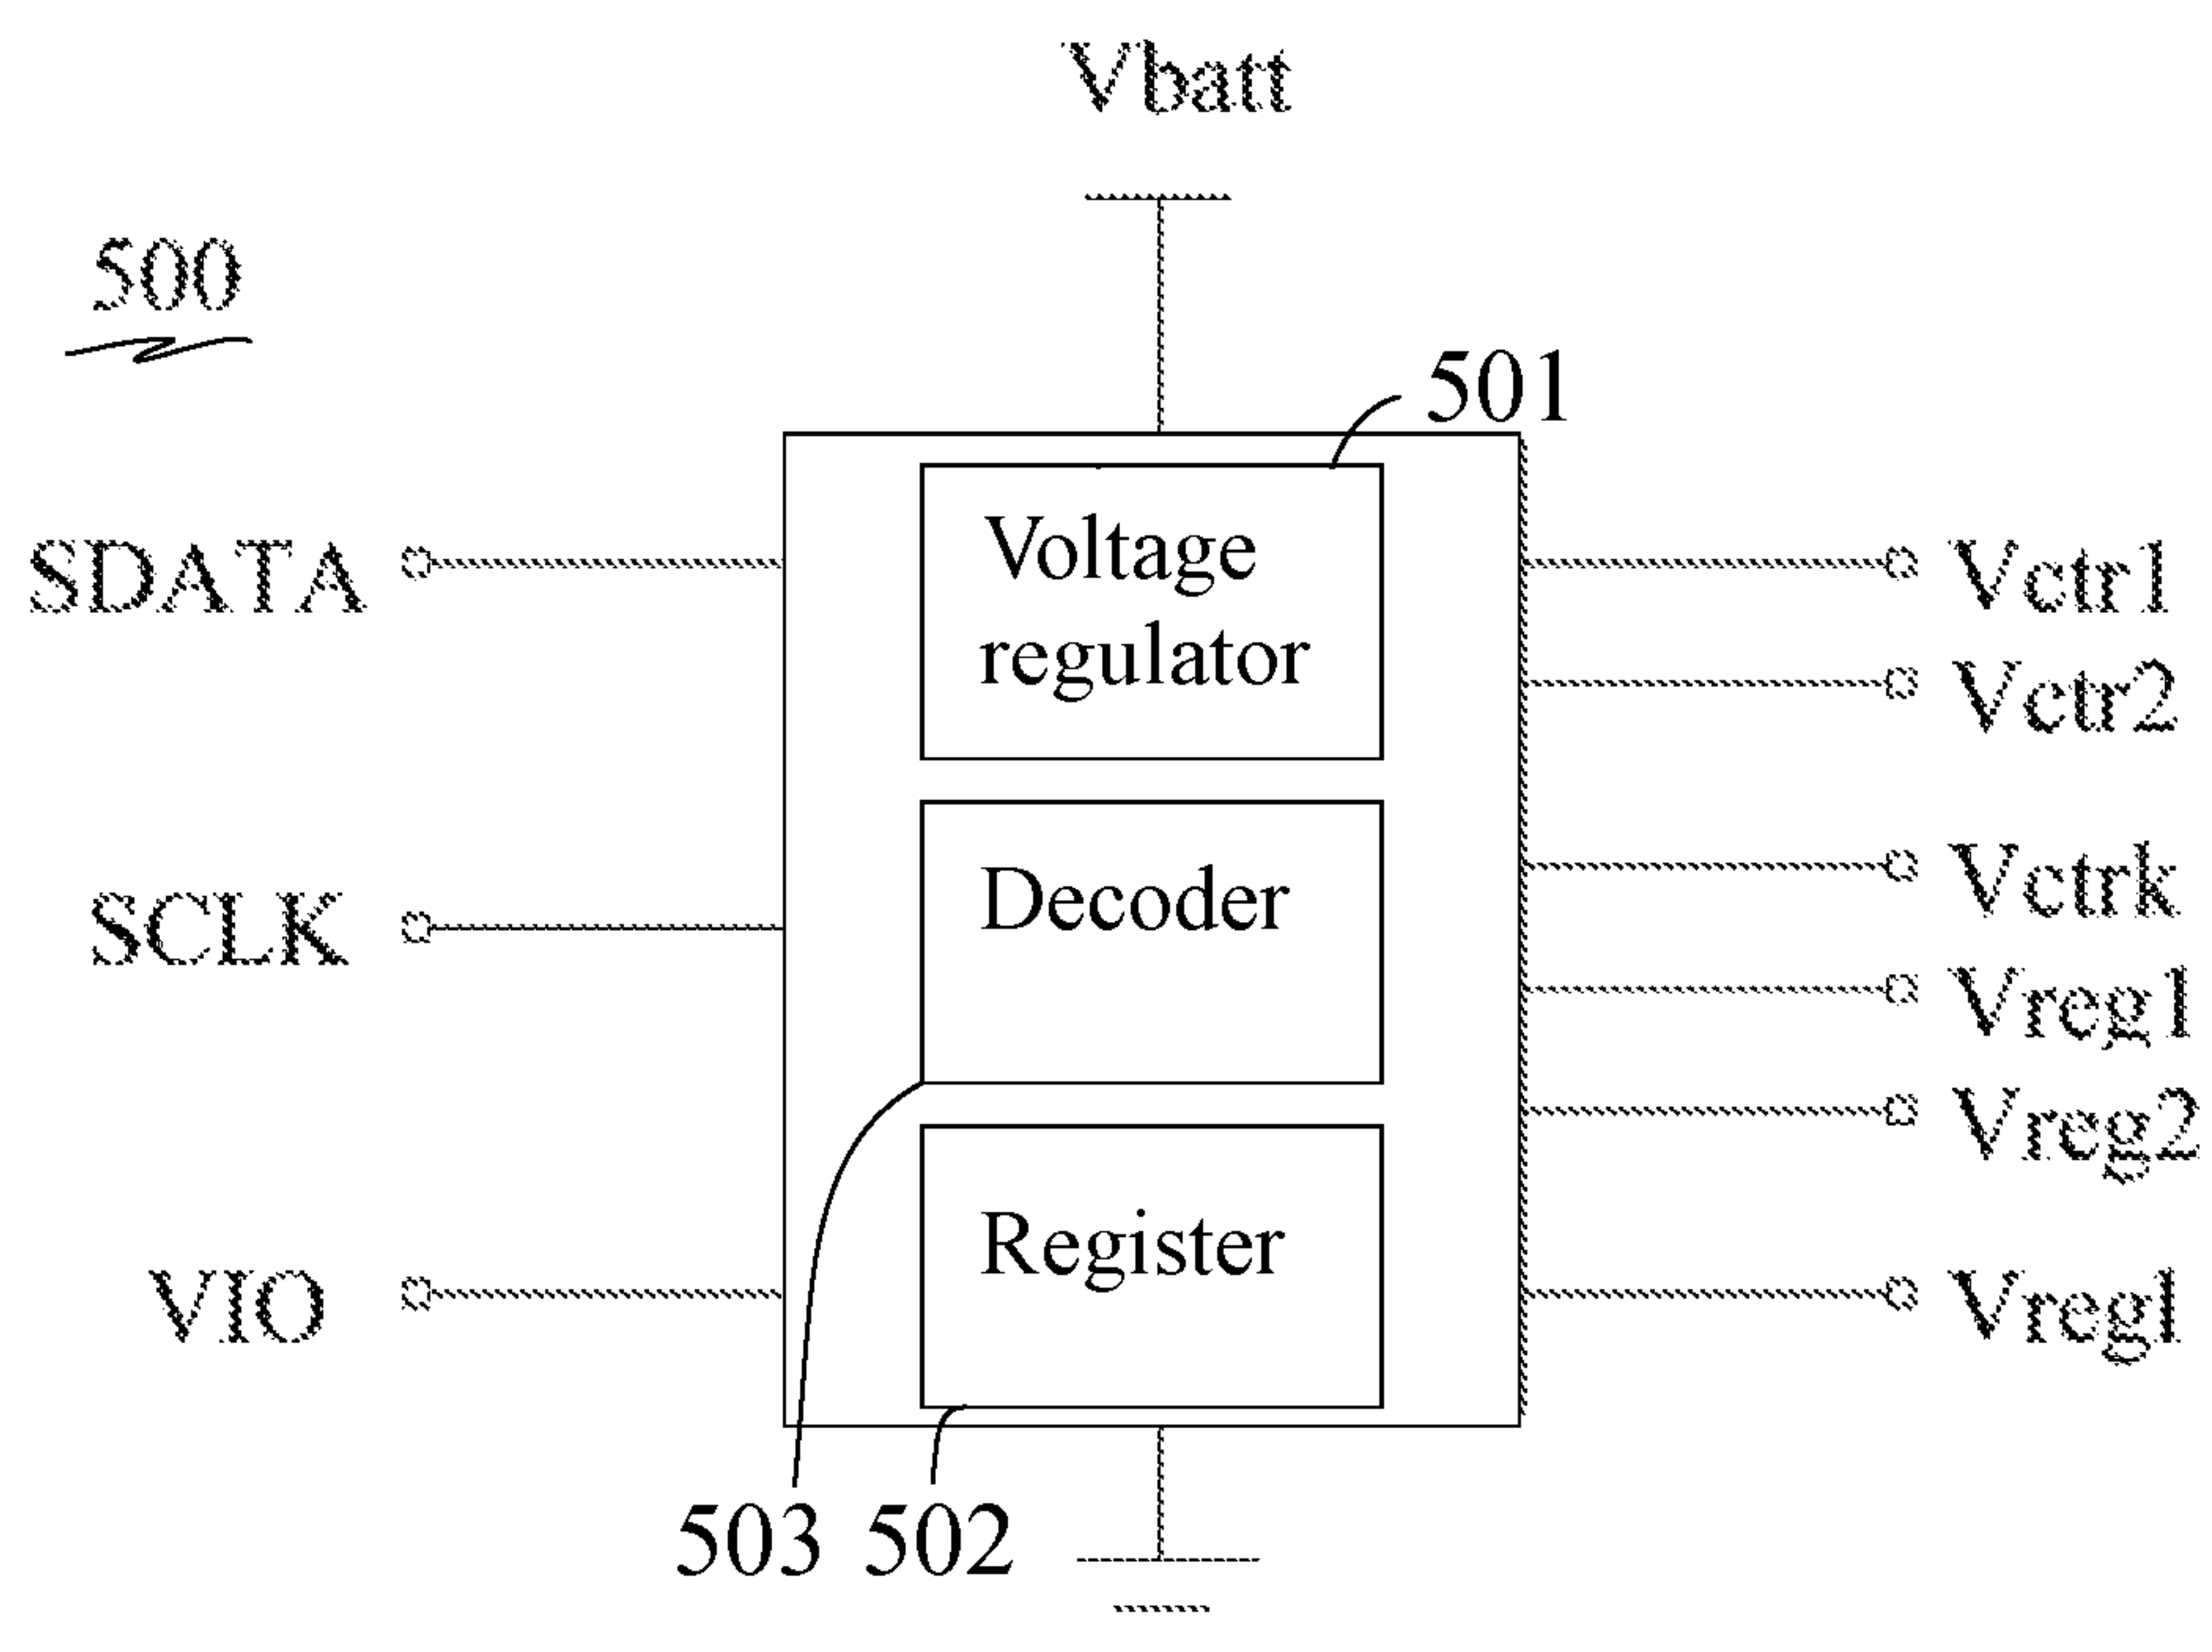 Vbatt
500
501
SDATA
Voltage
regulator
Vctr1
Vctr2
SCLK
Decoder
Vctrk
Vreg1
Vreg2
VIO
Register
Vregl
503
502